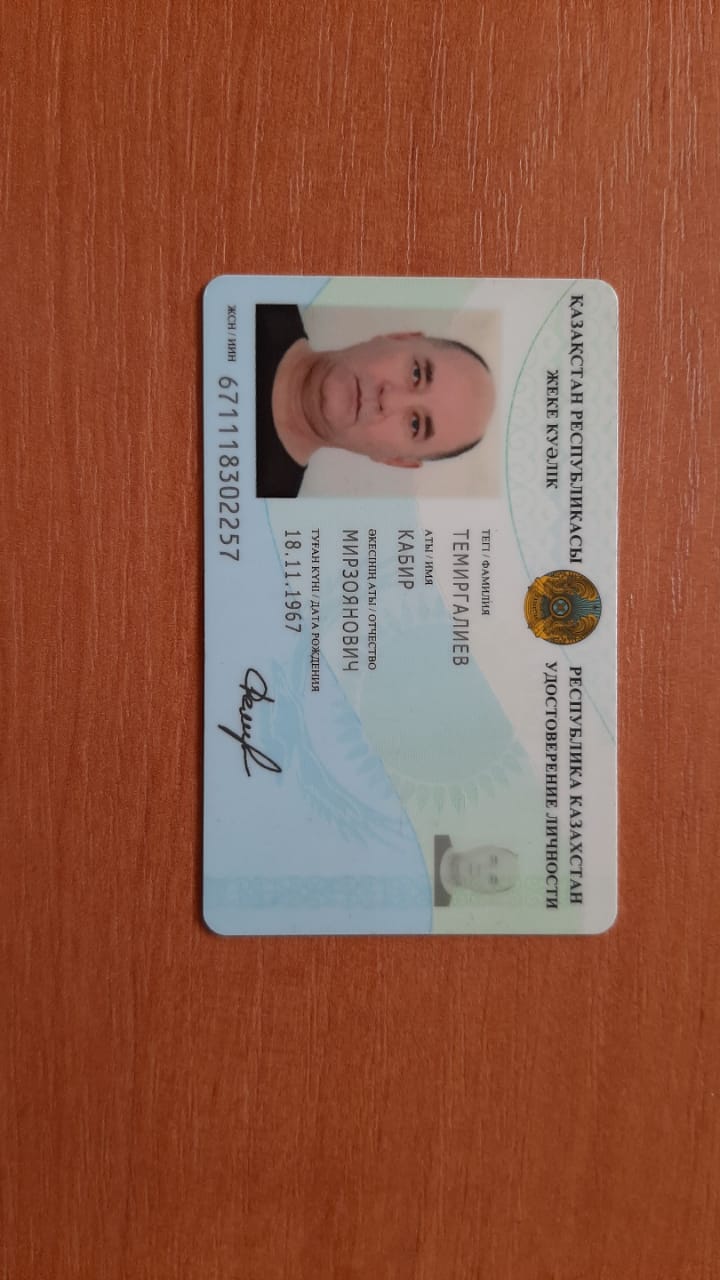 ҚАЗАҚСТАН РЕСПУБЛИКАСЫ
ЖЕКЕ КУӘЛІК
РЕСПУБЛИКА КАЗАХСТАН
УДОСТОВЕРЕНИЕ ЛИЧНОСТИ
ТЕГІ / ФАМИЛИЯ
ТЕМИРГАЛИЕВ
АТЫ / ИМЯ
КАБИР
ӘКЕСІНІҢ АТЫ / ОТЧЕСТВО
МИРЗОЯНОВИЧ
ТУҒАН КҮНІ / ДАТА РОЖДЕНИЯ
18.11.1967
ЖСН / ИИН 671118302257